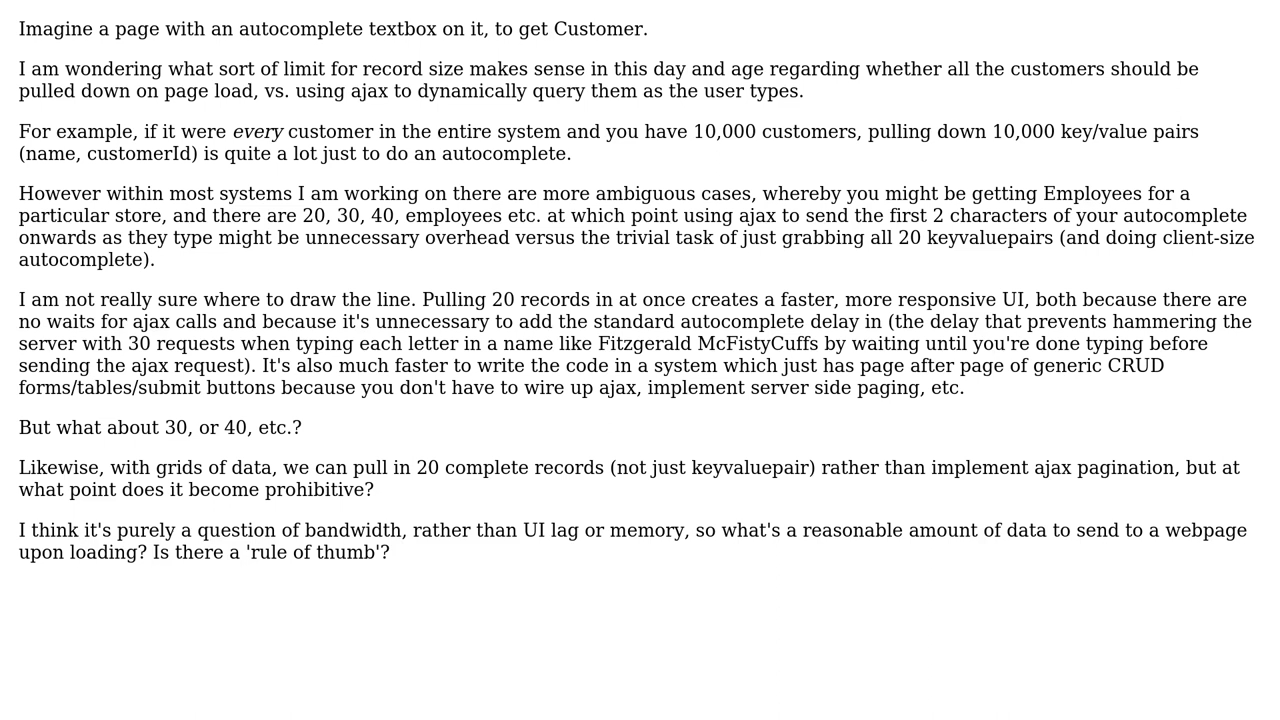 Imagine a page with an autocomplete textbox on it, to get Customer.
I am wondering what sort of limit for record size makes sense in this day and age regarding whether all the customers should be
pulled down on page load, vs. using ajax to dynamically query them as the user types.
For example, if it were every customer in the entire system and you have 10,000 customers, pulling down 10,000 key/value pairs
(name, customerId) is quite a lot just to do an autocomplete.
However within most systems I am working on there are more ambiguous cases, whereby you might be getting Employees for a
particular store, and there are 20, 30, 40, employees etc. at which point using ajax to send the first 2 characters of your autocomplete
onwards as they type might be unnecessary overhead versus the trivial task of just grabbing all 20 keyvaluepairs (and doing client-size
autocomplete).
I am not really sure where to draw the line. Pulling 20 records in at once creates a faster, more responsive UI, both because there are
no waits for ajax calls and because it's unnecessary to add the standard autocomplete delay in (the delay that prevents hammering the
server with 30 requests when typing each letter in a name like Fitzgerald McFistyCuffs by waiting until you're done typing before
sending the ajax request). It's also much faster to write the code in a system which just has page after page of generic CRUD
forms/tables/submit buttons because you don't have to wire up ajax, implement server side paging, etc.
But what about 30, or 40, etc.?
Likewise, with grids of data, we can pull in 20 complete records (not just keyvaluepair) rather than implement ajax pagination, but at
what point does it become prohibitive?
I think it's purely a question of bandwidth, rather than UI lag or memory, so what's a reasonable amount of data to send to a webpage
upon loading? Is there a 'rule of thumb'?